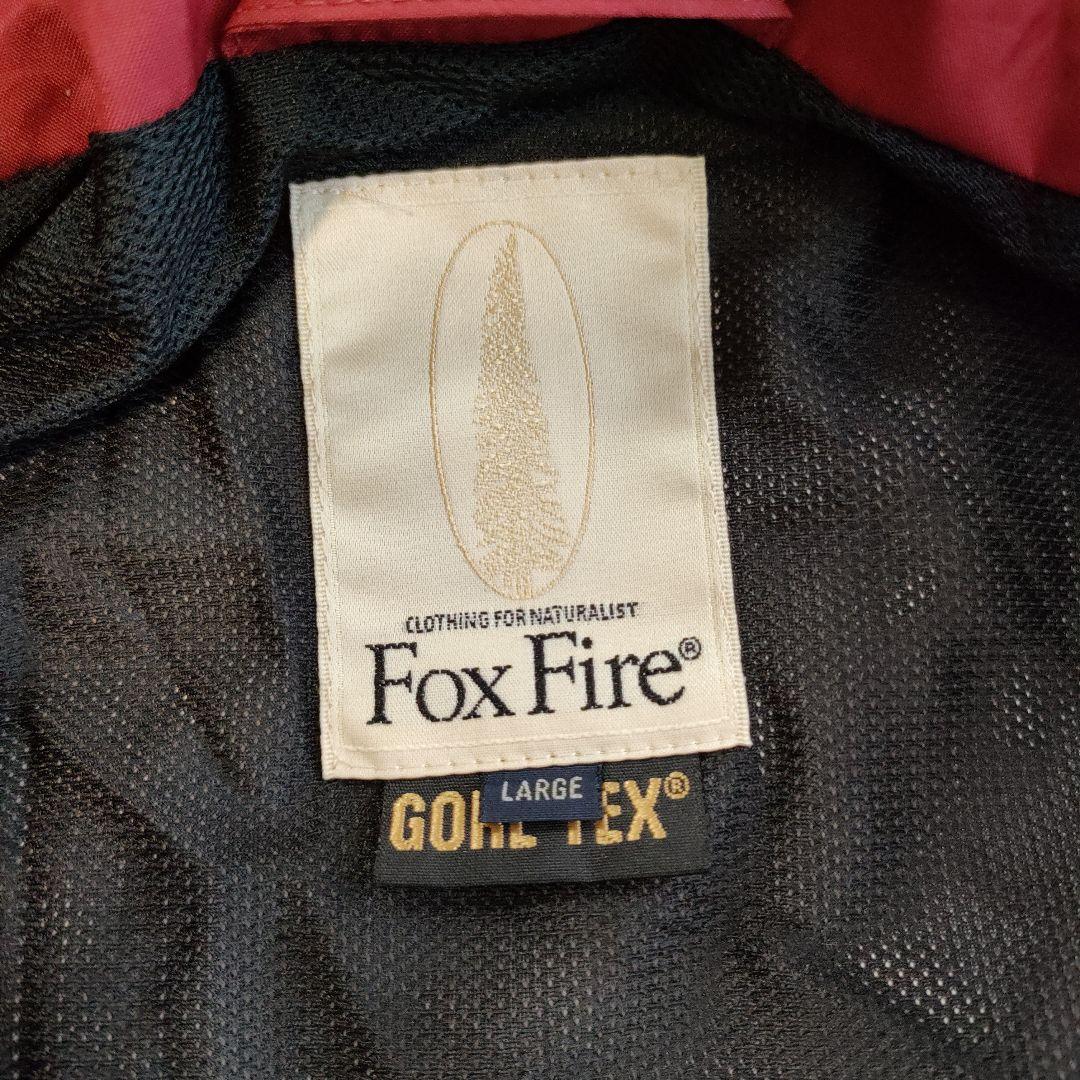 CLOTHING FOR NATURALIST
Fox Fire®
LARGE
GORE-TEX®